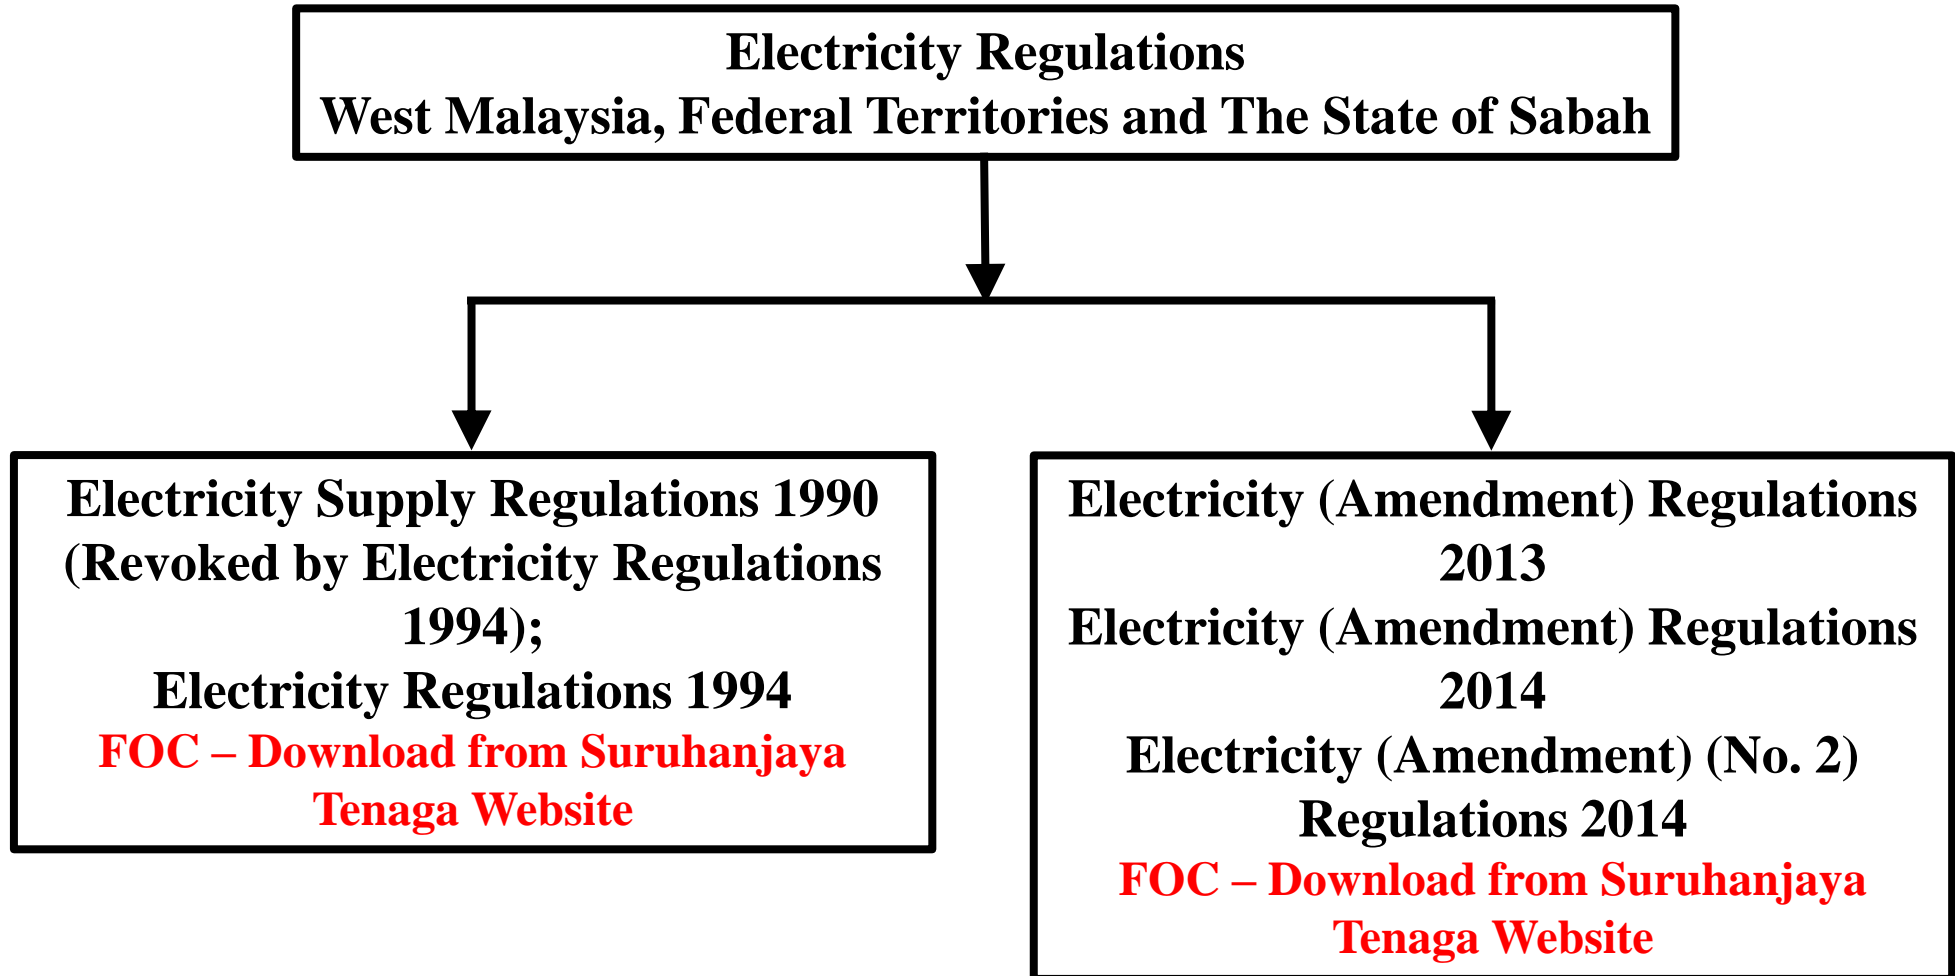 Electricity Regulations
West Malaysia, Federal Territories and The State of Sabah
Electricity Supply Regulations 1990
(Revoked by Electricity Regulations
1994);
Electricity Regulations 1994
FOC – Download from Suruhanjaya
Tenaga Website
Electricity (Amendment) Regulations
2013
Electricity (Amendment) Regulations
2014
Electricity (Amendment) (No. 2)
Regulations 2014
FOC – Download from Suruhanjaya
Tenaga Website